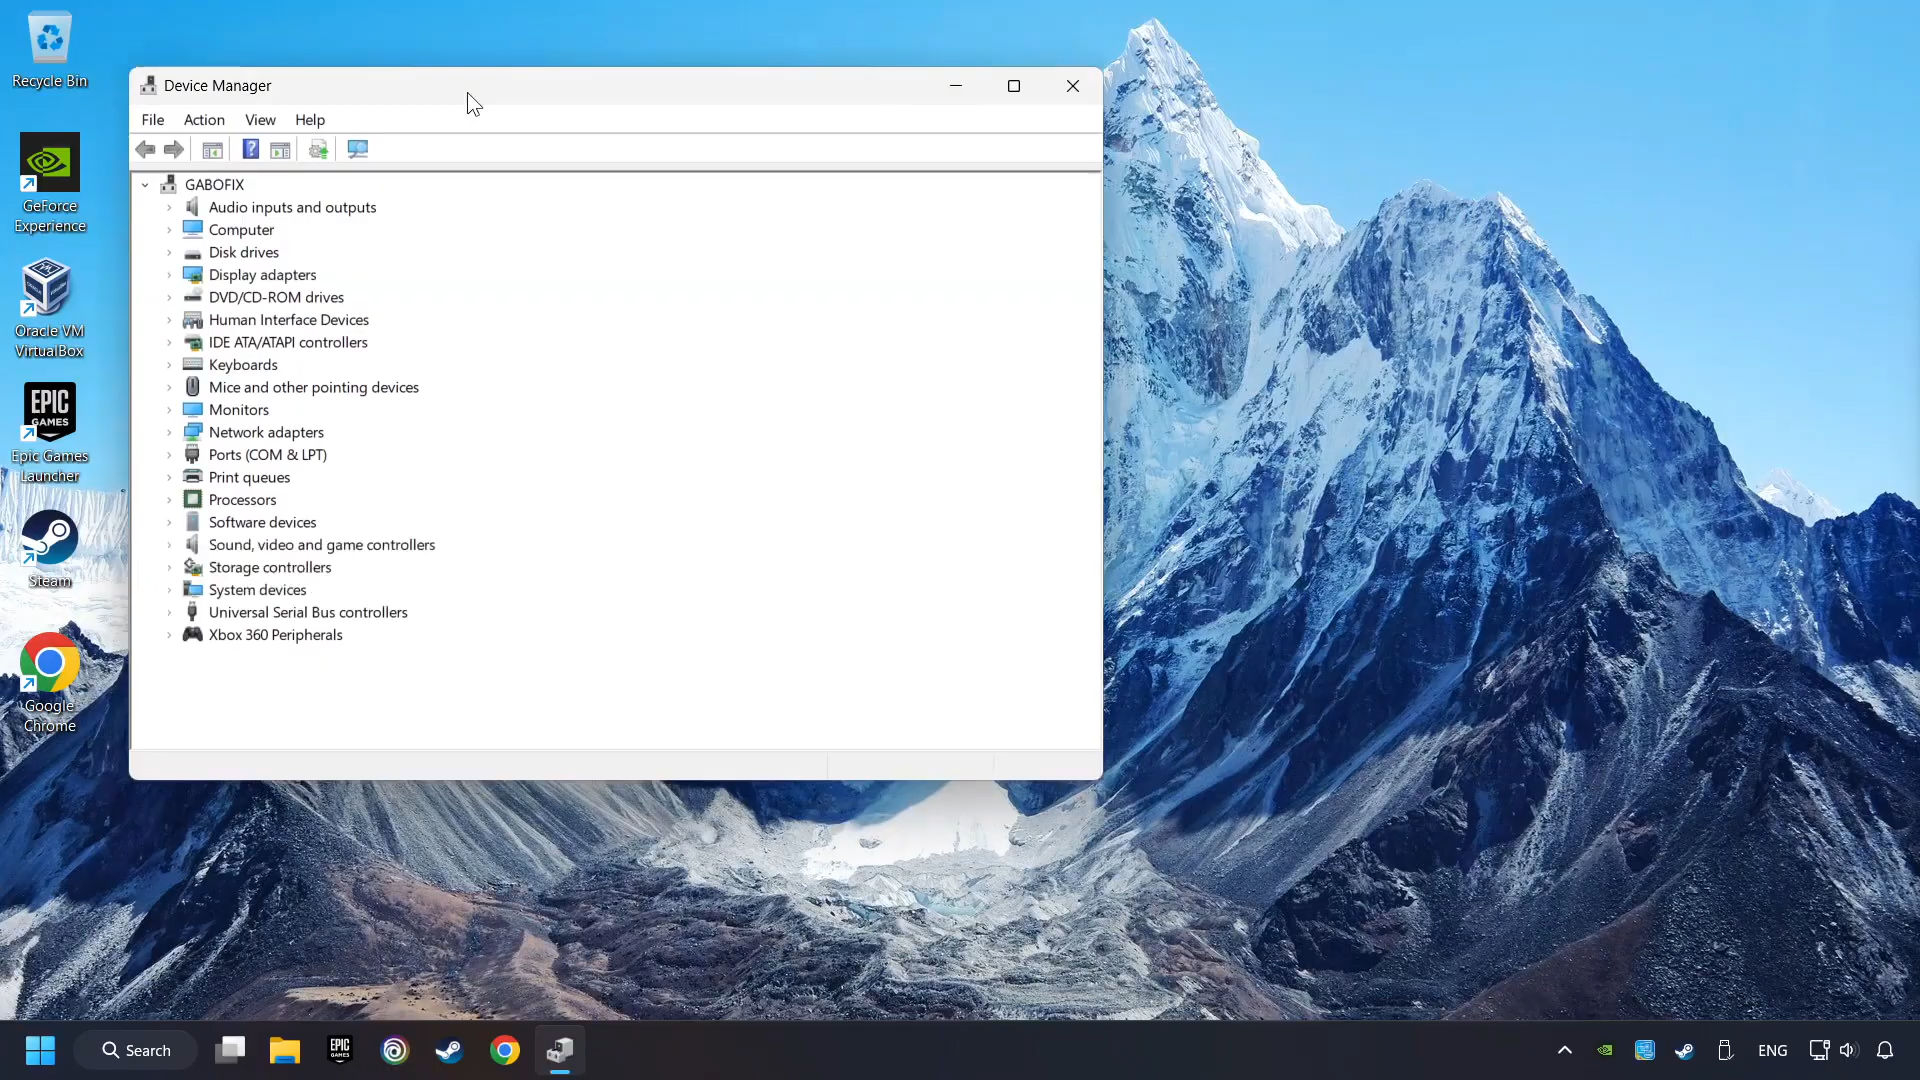 Recycle Bin
GeForce
Experience
Oracle VM
VirtualBox
EPIC
GAMES
Epic Games
Launcher
Steam
Google
Chrome
Device Manager
File Action View Help
GABOFIX
Audio inputs and outputs
Computer
Disk drives
Display adapters
DVD/CD-ROM drives
Human Interface Devices
IDE ATA/ATAPI controllers
Keyboards
Mice and other pointing devices
Monitors
Network adapters
Ports (COM & LPT)
Print queues
Processors
Software devices
Sound, video and game controllers
Storage controllers
System devices
Universal Serial Bus controllers
Xbox 360 Peripherals
Search
EPIC
GAMES
ENG